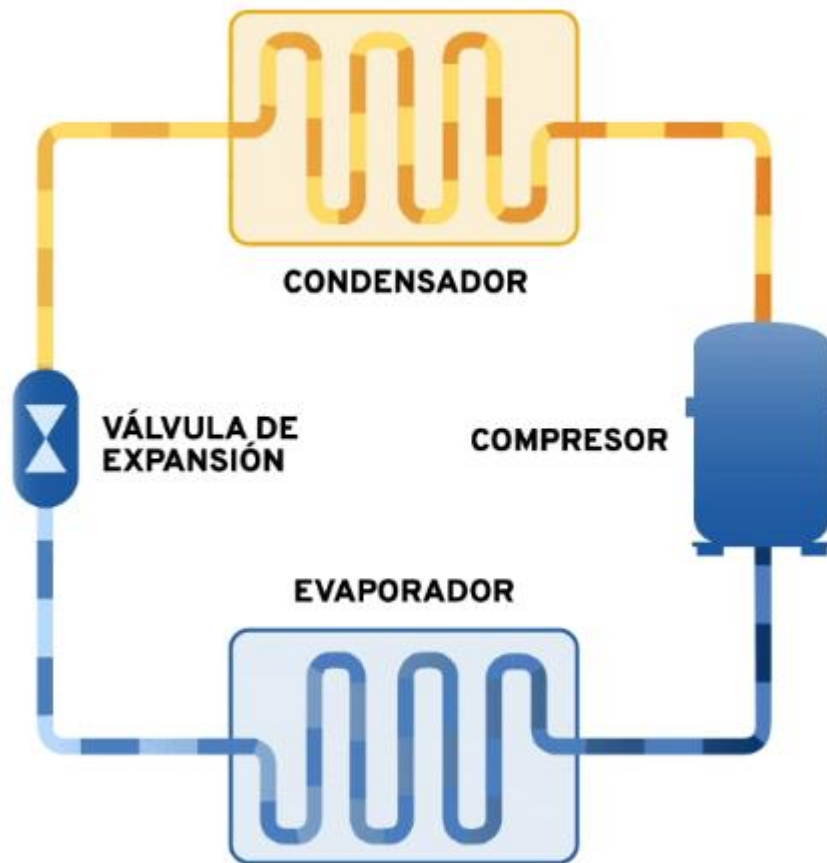 CONDENSADOR
VÁLVULA DE
EXPANSIÓN
COMPRESOR
EVAPORADOR